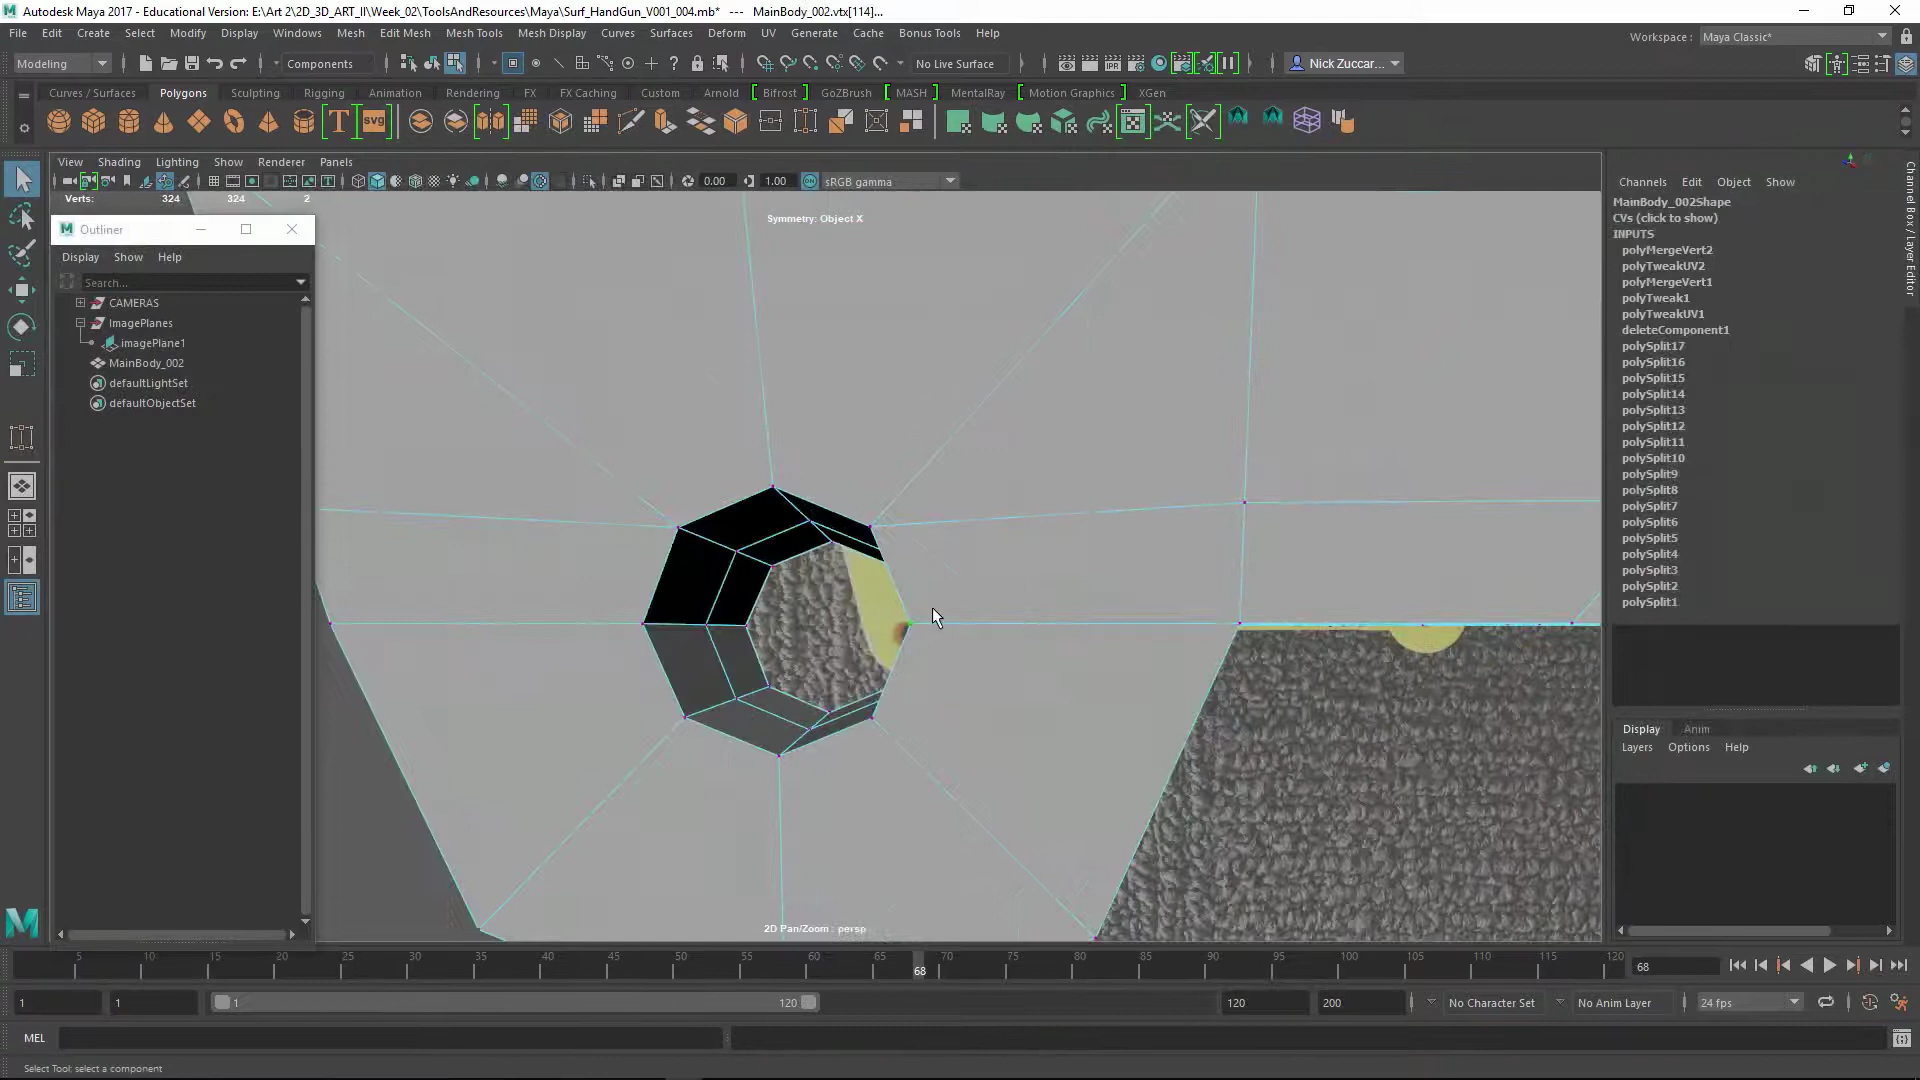 Autodesk Maya 2017 - Educational Version: E:\Art 2\2D_3D_ART_II\Week_02\ToolsAndResources\Maya\Surf_HandGun_V001_004.mb* --- MainBody_002.vtx[114]...
File Edit Create Select Modify Display Windows Mesh Edit Mesh Mesh Tools Mesh Display Curves Surfaces Deform UV Generate Cache Bonus Tools Help
Workspace : Maya Classic*
Modeling Components No Live Surface Nick Zuccar...
Curves / Surfaces Polygons Sculpting Rigging Animation Rendering FX FX Caching Custom Arnold Bifrost GoZBrush MASH MentalRay Motion Graphics XGen
View Shading Lighting Show Renderer Panels
0.00 1.00 sRGB gamma
Verts: 324 324 2
Symmetry: Object X
Outliner
Display Show Help
Search...
CAMERAS
ImagePlanes
imagePlane1
MainBody_002
defaultLightSet
defaultObjectSet
2D Pan/Zoom : persp
Channels Edit Object Show
MainBody_002Shape
CVs (click to show)
INPUTS
polyMergeVert2
polyTweakUV2
polyMergeVert1
polyTweak1
polyTweakUV1
deleteComponent1
polySplit17
polySplit16
polySplit15
polySplit14
polySplit13
polySplit12
polySplit11
polySplit10
polySplit9
polySplit8
polySplit7
polySplit6
polySplit5
polySplit4
polySplit3
polySplit2
polySplit1
Channel Box / Layer Editor
Display Anim
Layers Options Help
5 10 15 20 25 30 35 40 45 50 55 60 65 68 70 75 80 85 90 95 100 105 110 115 120
68
1 1 1 120 120 200 No Character Set No Anim Layer 24 fps
MEL
Select Tool: select a component